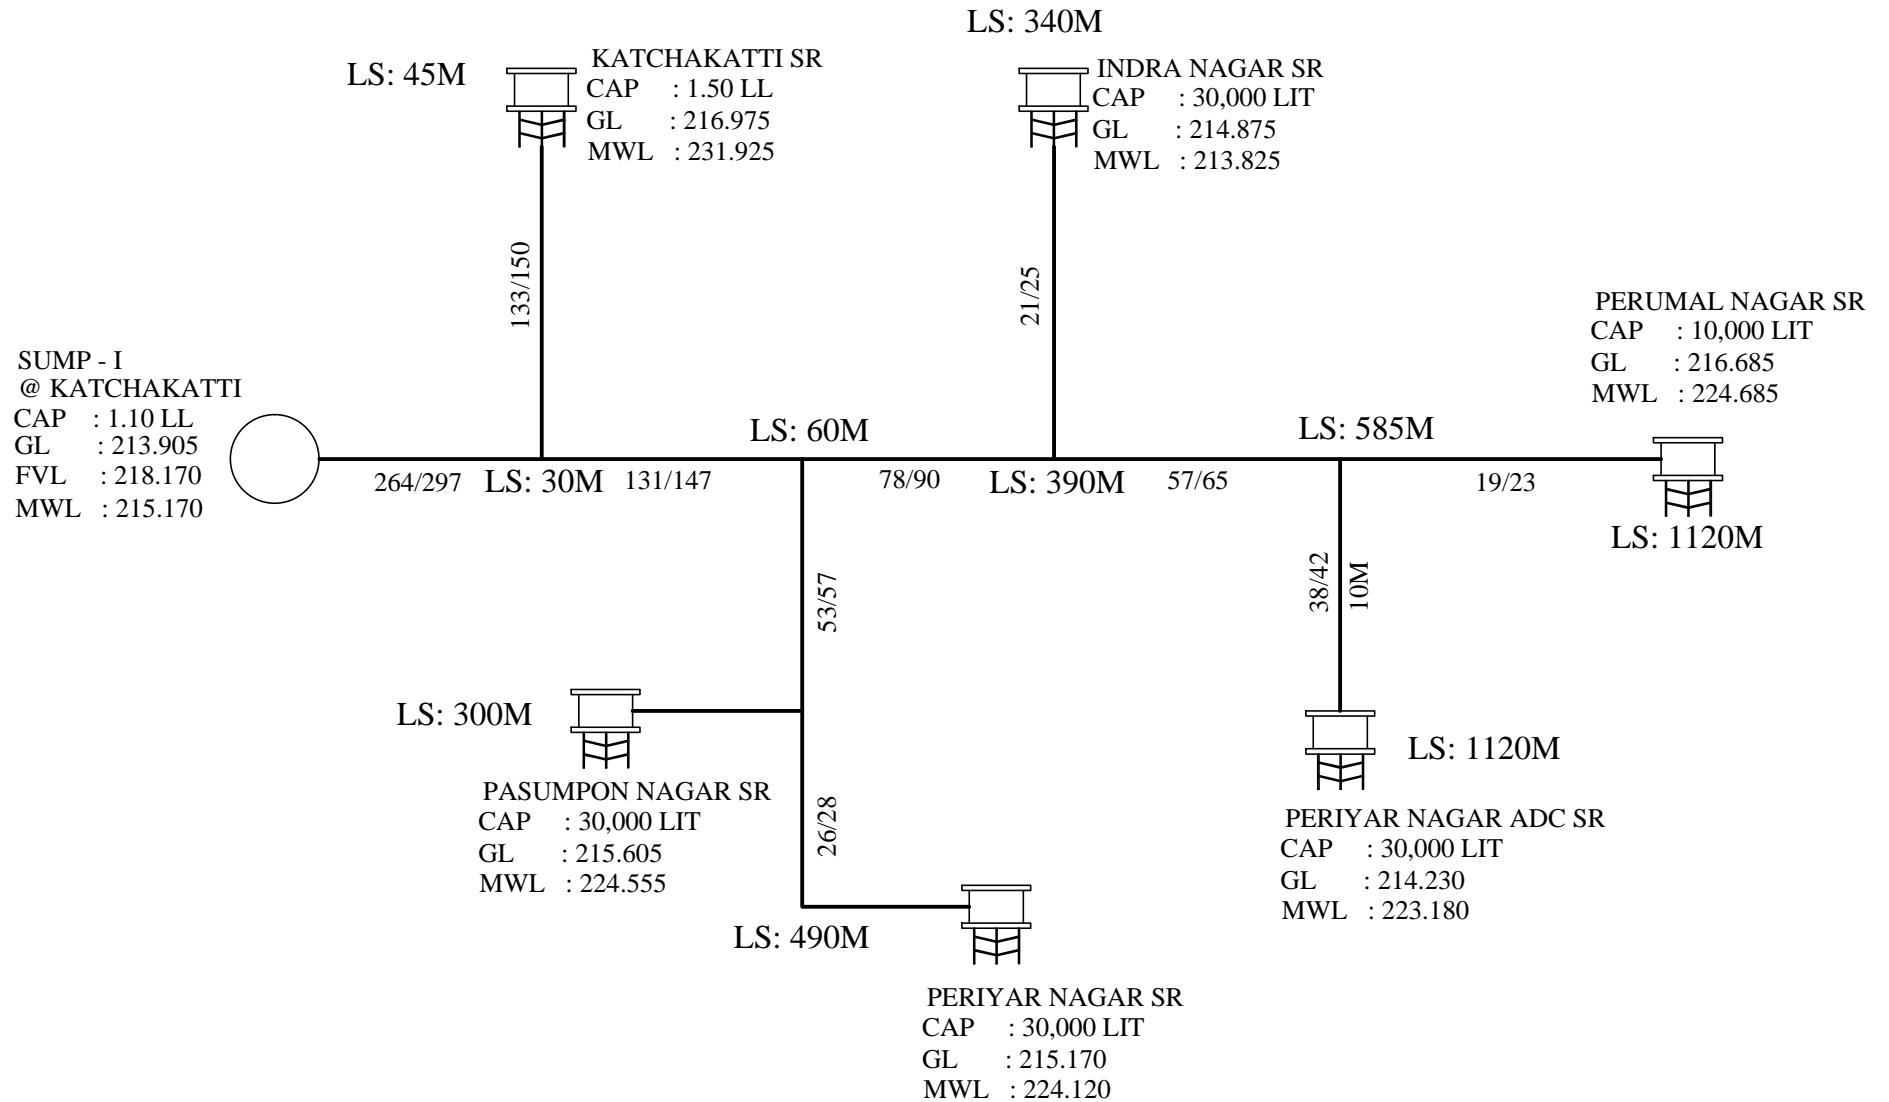 LS: 340M
LS: 45M
KATCHAKATTI SR
CAP : 1.50 LL
GL : 216.975
MWL : 231.925
INDRA NAGAR SR
CAP : 30,000 LIT
GL : 214.875
MWL : 213.825
133/150
21/25
PERUMAL NAGAR SR
CAP : 10,000 LIT
GL : 216.685
MWL : 224.685
SUMP - I
@ KATCHAKATTI
CAP : 1.10 LL
GL : 213.905
FVL : 218.170
MWL : 215.170
264/297
LS: 30M
131/147
LS: 60M
78/90
LS: 390M
57/65
LS: 585M
19/23
LS: 1120M
53/57
38/42
10M
LS: 300M
PASUMPON NAGAR SR
CAP : 30,000 LIT
GL : 215.605
MWL : 224.555
26/28
LS: 1120M
PERIYAR NAGAR ADC SR
CAP : 30,000 LIT
GL : 214.230
MWL : 223.180
LS: 490M
PERIYAR NAGAR SR
CAP : 30,000 LIT
GL : 215.170
MWL : 224.120